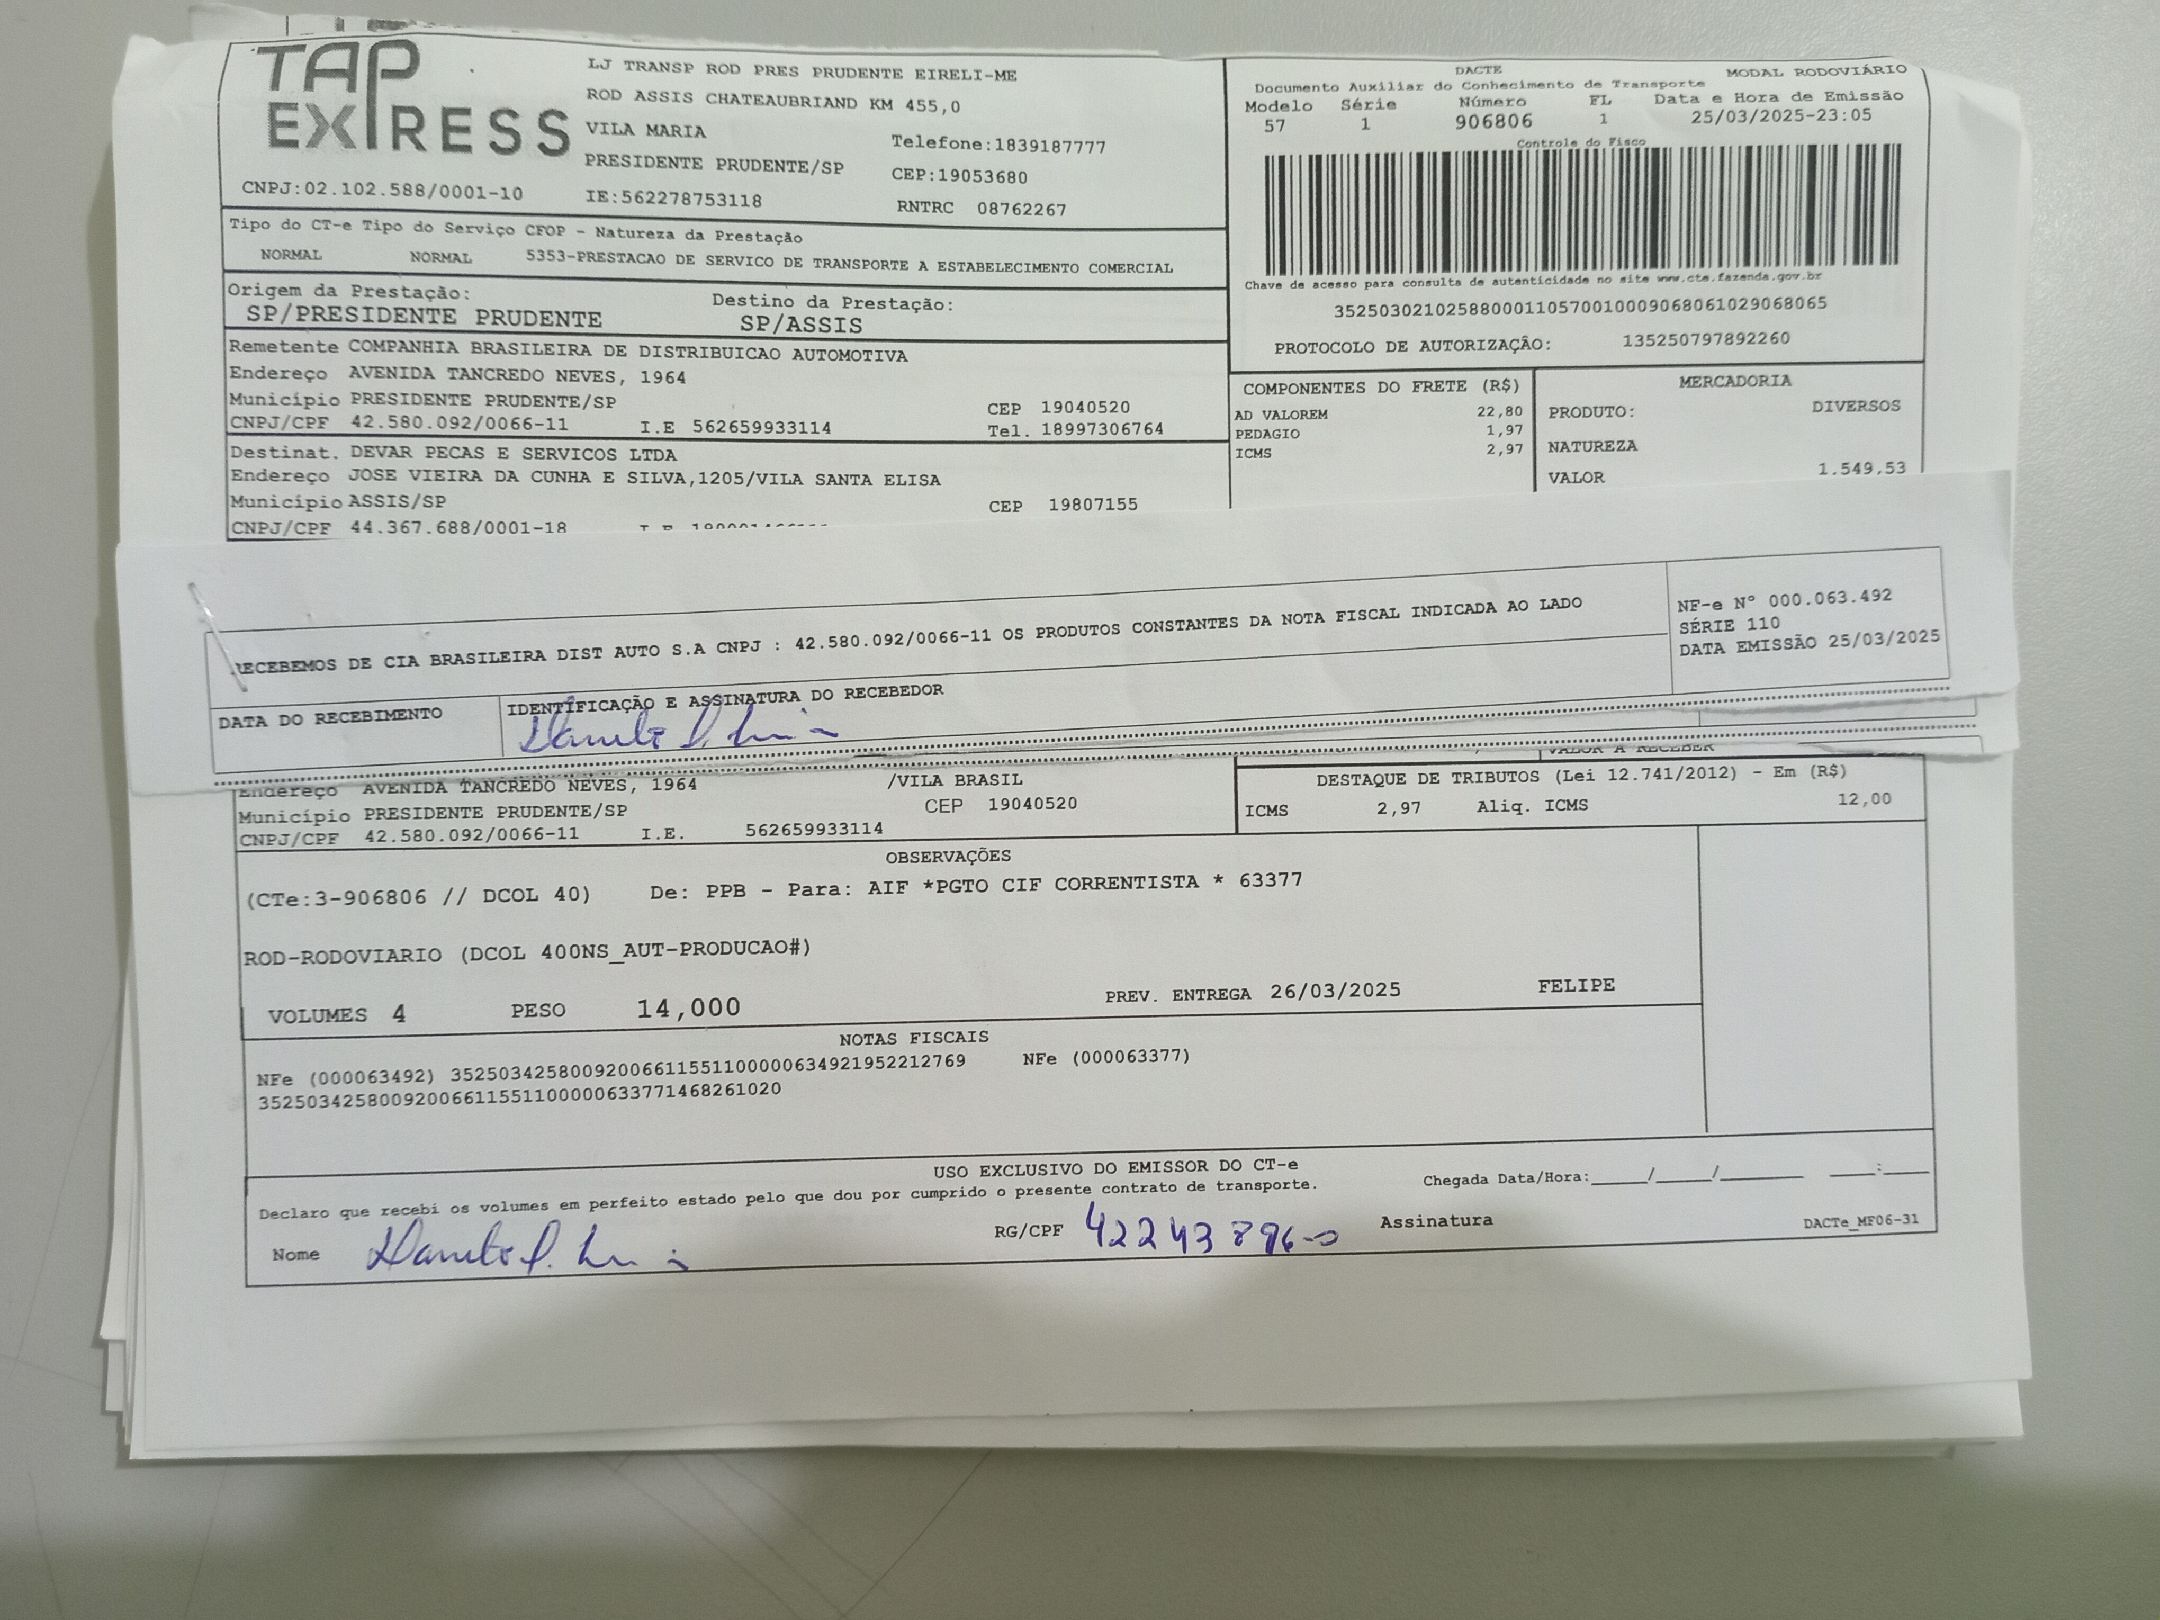 TAP
EXPRESS
LJ TRANSP ROD PRES PRUDENTE EIRELI-ME
ROD ASSIS CHATEAUBRIAND KM 455,0
VILA MARIA Telefone:1839187777
PRESIDENTE PRUDENTE/SP CEP:19053680
CNPJ:02.102.588/0001-10 IE:562278753118 RNTRC 08762267
DACTE MODAL RODOVIÁRIO
Documento Auxiliar do Conhecimento de Transporte
Modelo Série Número FL Data e Hora de Emissão
57 1 906806 1 25/03/2025-23:05
Controle do Fisco
Chave de acesso para consulta de autenticidade no site www.cte.fazenda.gov.br
35250302102588000110570010009068061029068065
PROTOCOLO DE AUTORIZAÇÃO: 135250797892260
Tipo do CT-e Tipo do Serviço CFOP - Natureza da Prestação
NORMAL NORMAL 5353-PRESTACAO DE SERVICO DE TRANSPORTE A ESTABELECIMENTO COMERCIAL
Origem da Prestação: Destino da Prestação:
SP/PRESIDENTE PRUDENTE SP/ASSIS
Remetente COMPANHIA BRASILEIRA DE DISTRIBUICAO AUTOMOTIVA
Endereço AVENIDA TANCREDO NEVES, 1964
Município PRESIDENTE PRUDENTE/SP CEP 19040520
CNPJ/CPF 42.580.092/0066-11 I.E 562659933114 Tel. 18997306764
Destinat. DEVAR PECAS E SERVICOS LTDA
Endereço JOSE VIEIRA DA CUNHA E SILVA,1205/VILA SANTA ELISA
Município ASSIS/SP CEP 19807155
CNPJ/CPF 44.367.688/0001-18
COMPONENTES DO FRETE (R$)
AD VALOREM 22,80
PEDAGIO 1,97
ICMS 2,97
MERCADORIA
PRODUTO: DIVERSOS
NATUREZA
VALOR 1.549,53
RECEBEMOS DE CIA BRASILEIRA DIST AUTO S.A CNPJ : 42.580.092/0066-11 OS PRODUTOS CONSTANTES DA NOTA FISCAL INDICADA AO LADO
NF-e N° 000.063.492
SÉRIE 110
DATA EMISSÃO 25/03/2025
DATA DO RECEBIMENTO IDENTIFICAÇÃO E ASSINATURA DO RECEBEDOR
VALOR A RECEBER
Endereço AVENIDA TANCREDO NEVES, 1964 /VILA BRASIL
Município PRESIDENTE PRUDENTE/SP CEP 19040520
CNPJ/CPF 42.580.092/0066-11 I.E. 562659933114
DESTAQUE DE TRIBUTOS (Lei 12.741/2012) - Em (R$)
ICMS 2,97 Aliq. ICMS 12,00
OBSERVAÇÕES
(CTe:3-906806 // DCOL 40) De: PPB - Para: AIF *PGTO CIF CORRENTISTA * 63377
ROD-RODOVIARIO (DCOL 400NS_AUT-PRODUCAO#)
VOLUMES 4 PESO 14,000 PREV. ENTREGA 26/03/2025 FELIPE
NOTAS FISCAIS
NFe (000063492) 35250342580092006611551100000634921952212769 NFe (000063377)
35250342580092006611551100000633771468261020
USO EXCLUSIVO DO EMISSOR DO CT-e
Declaro que recebi os volumes em perfeito estado pelo que dou por cumprido o presente contrato de transporte. Chegada Data/Hora:____/____/______ ___:___
Nome RG/CPF Assinatura DACTe_MF06-31